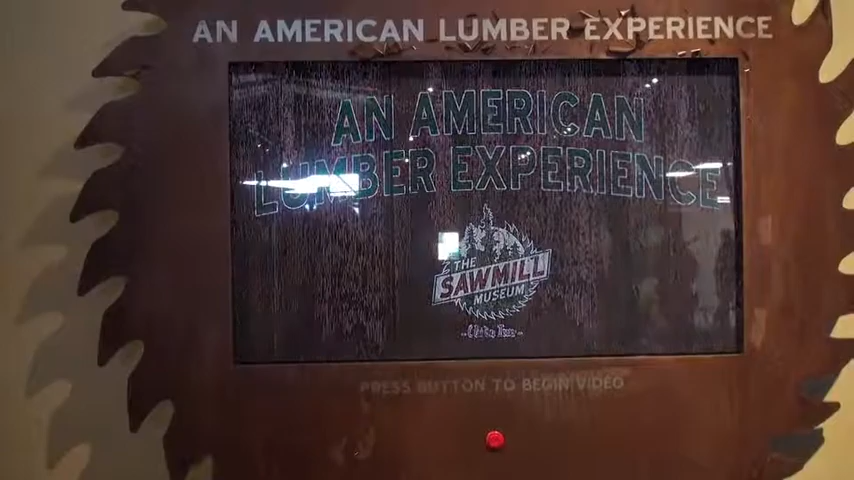 AN AMERICAN LUMBER EXPERIENCE
AN AMERICAN
LUMBER EXPERIENCE
THE
SAWMILL
MUSEUM
PRESS BUTTON TO BEGIN VIDEO